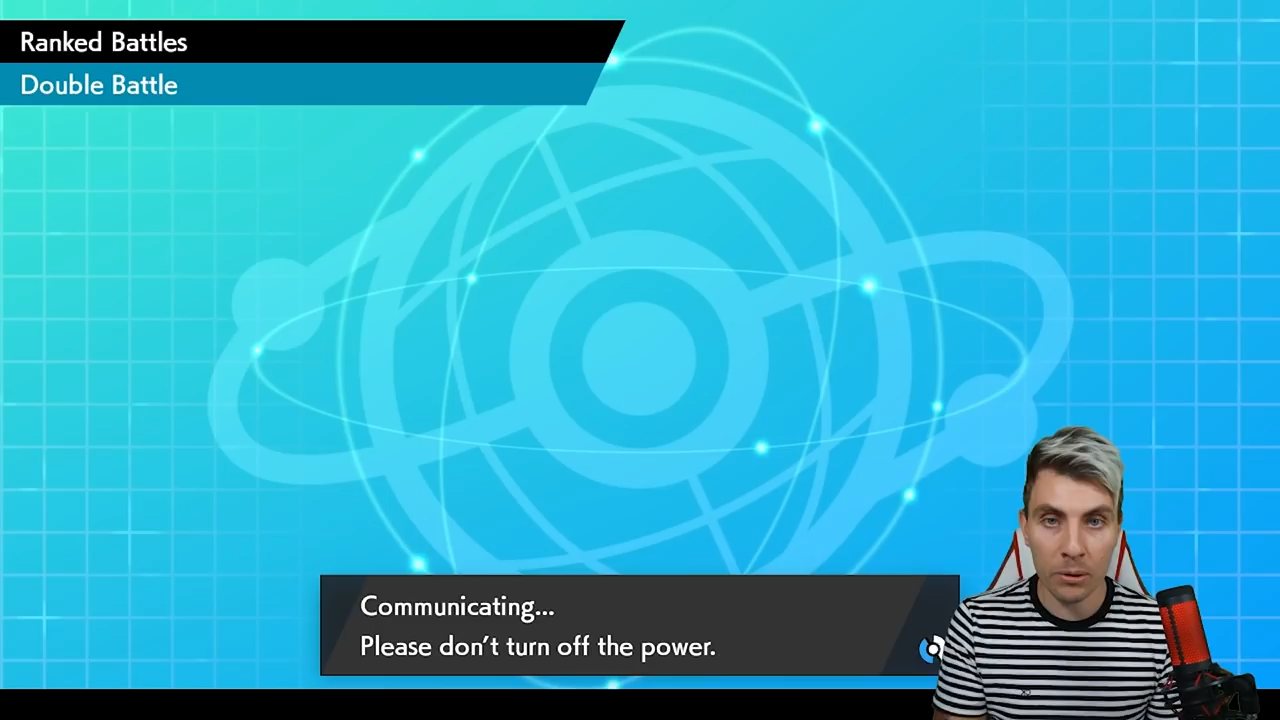 Ranked Battles
Double Battle
Communicating...
Please don't turn off the power.